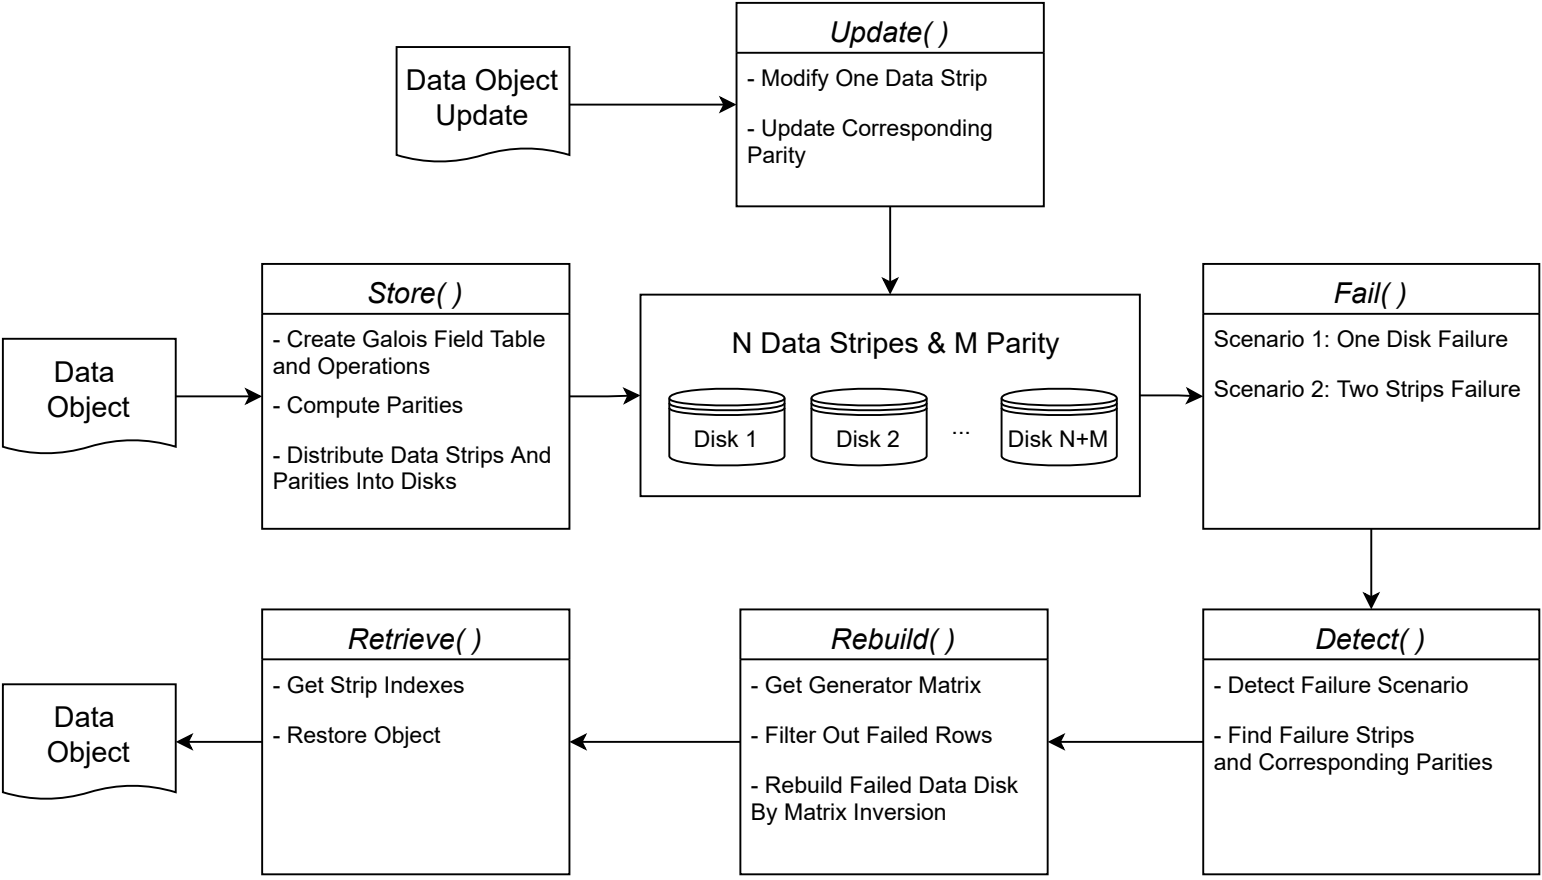 Update( )
Data Object
Update
- Modify One Data Strip
- Update Corresponding
Parity
Store( )
- Create Galois Field Table
and Operations
- Compute Parities
- Distribute Data Strips And
Parities Into Disks
Data
Object
N Data Stripes & M Parity
Disk 1
Disk 2
...
Disk N+M
Fail( )
Scenario 1: One Disk Failure
Scenario 2: Two Strips Failure
Retrieve( )
- Get Strip Indexes
- Restore Object
Data
Object
Rebuild( )
- Get Generator Matrix
- Filter Out Failed Rows
- Rebuild Failed Data Disk
By Matrix Inversion
Detect( )
- Detect Failure Scenario
- Find Failure Strips
and Corresponding Parities